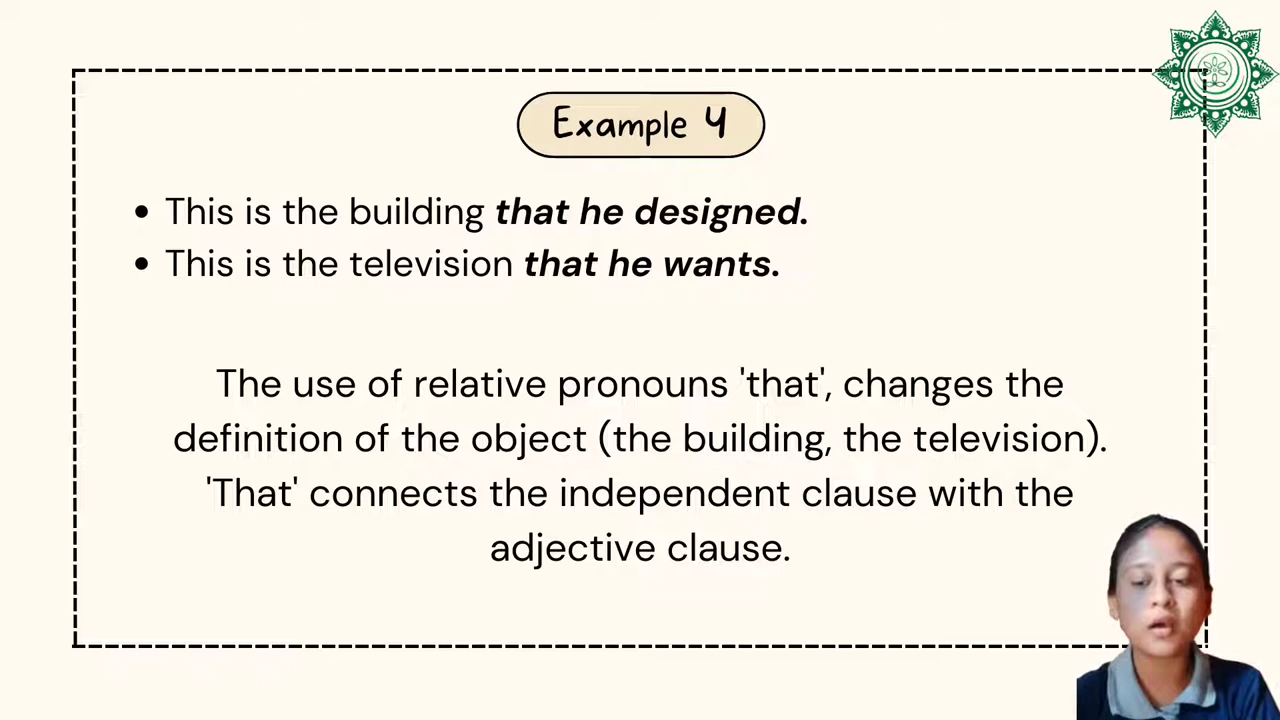 Example 4
This is the building that he designed.
This is the television that he wants.
The use of relative pronouns 'that', changes the
definition of the object (the building, the television).
'That' connects the independent clause with the
adjective clause.